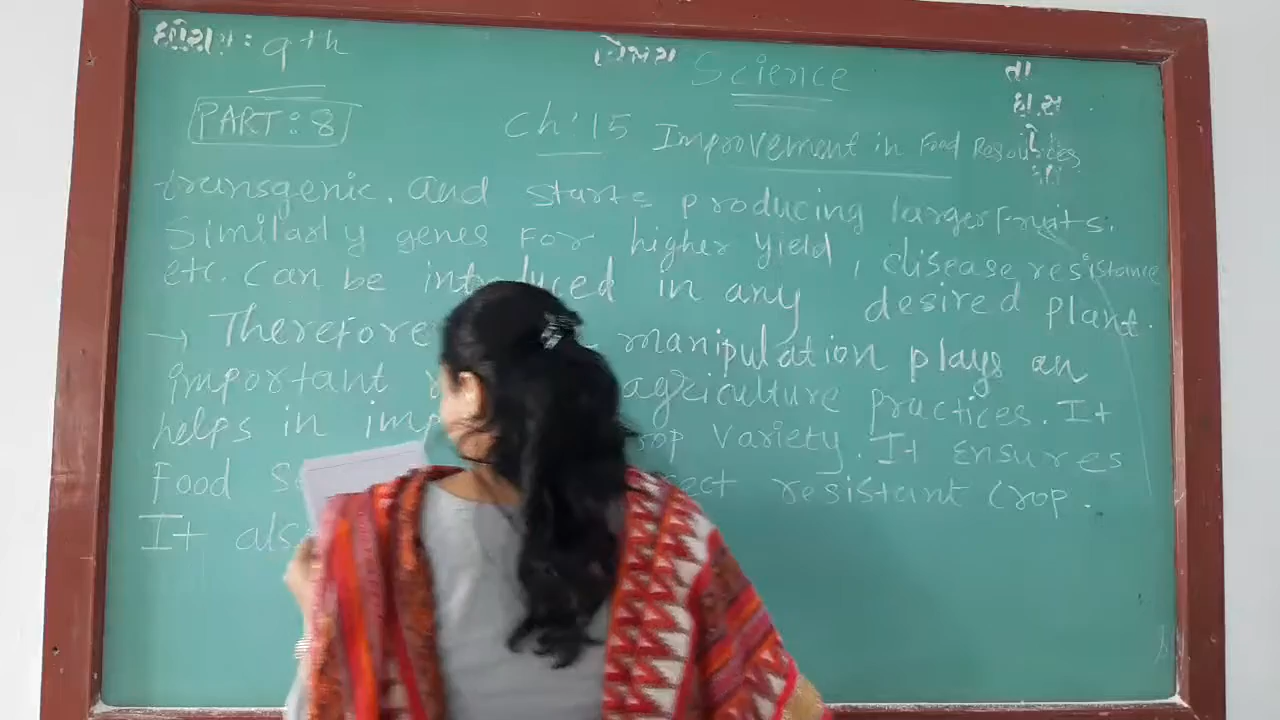 ધોરણ : 9th
વિષય Science
તા
PART : 8
Ch : 15 Improvement in Food Resources
transgenic. and starts producing larger fruits.
Similarly genes For higher yield, disease resistance
etc. can be introduced in any desired plant.
→ Therefore manipulation plays an
important agriculture practices. It
helps in crop variety. It ensures
Food resistant crop.
It